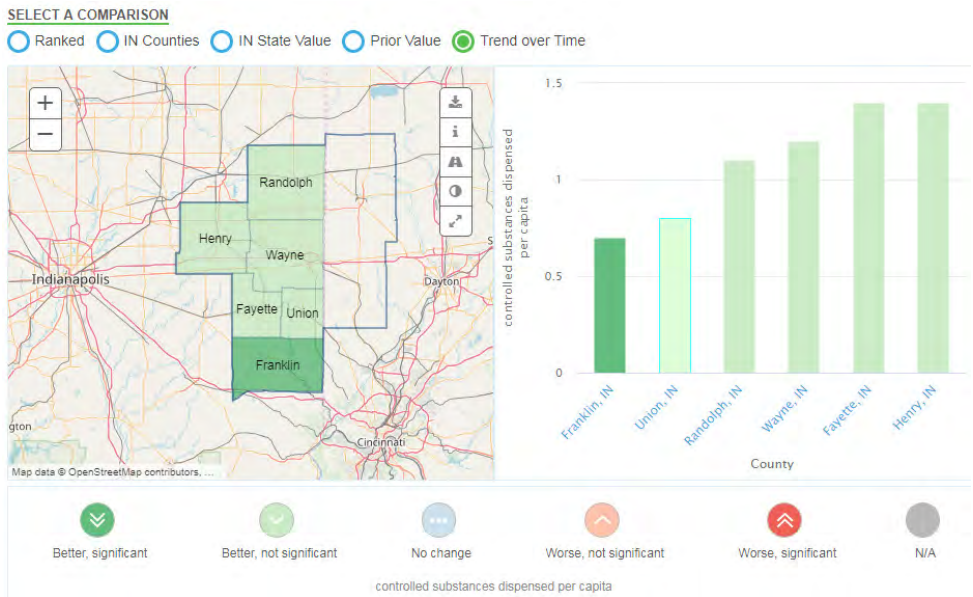 SELECT A COMPARISON
Ranked IN Counties IN State Value Prior Value Trend over Time
+
−
i
Randolph
Henry
Wayne
Indianapolis
Dayton
Fayette Union
Franklin
gton
Cincinnati
Map data © OpenStreetMap contributors, ...
controlled substances dispensed
per capita
1.5
1
0.5
0
Franklin, IN
Union, IN
Randolph, IN
Wayne, IN
Fayette, IN
Henry, IN
County
Better, significant
Better, not significant
No change
Worse, not significant
Worse, significant
N/A
controlled substances dispensed per capita